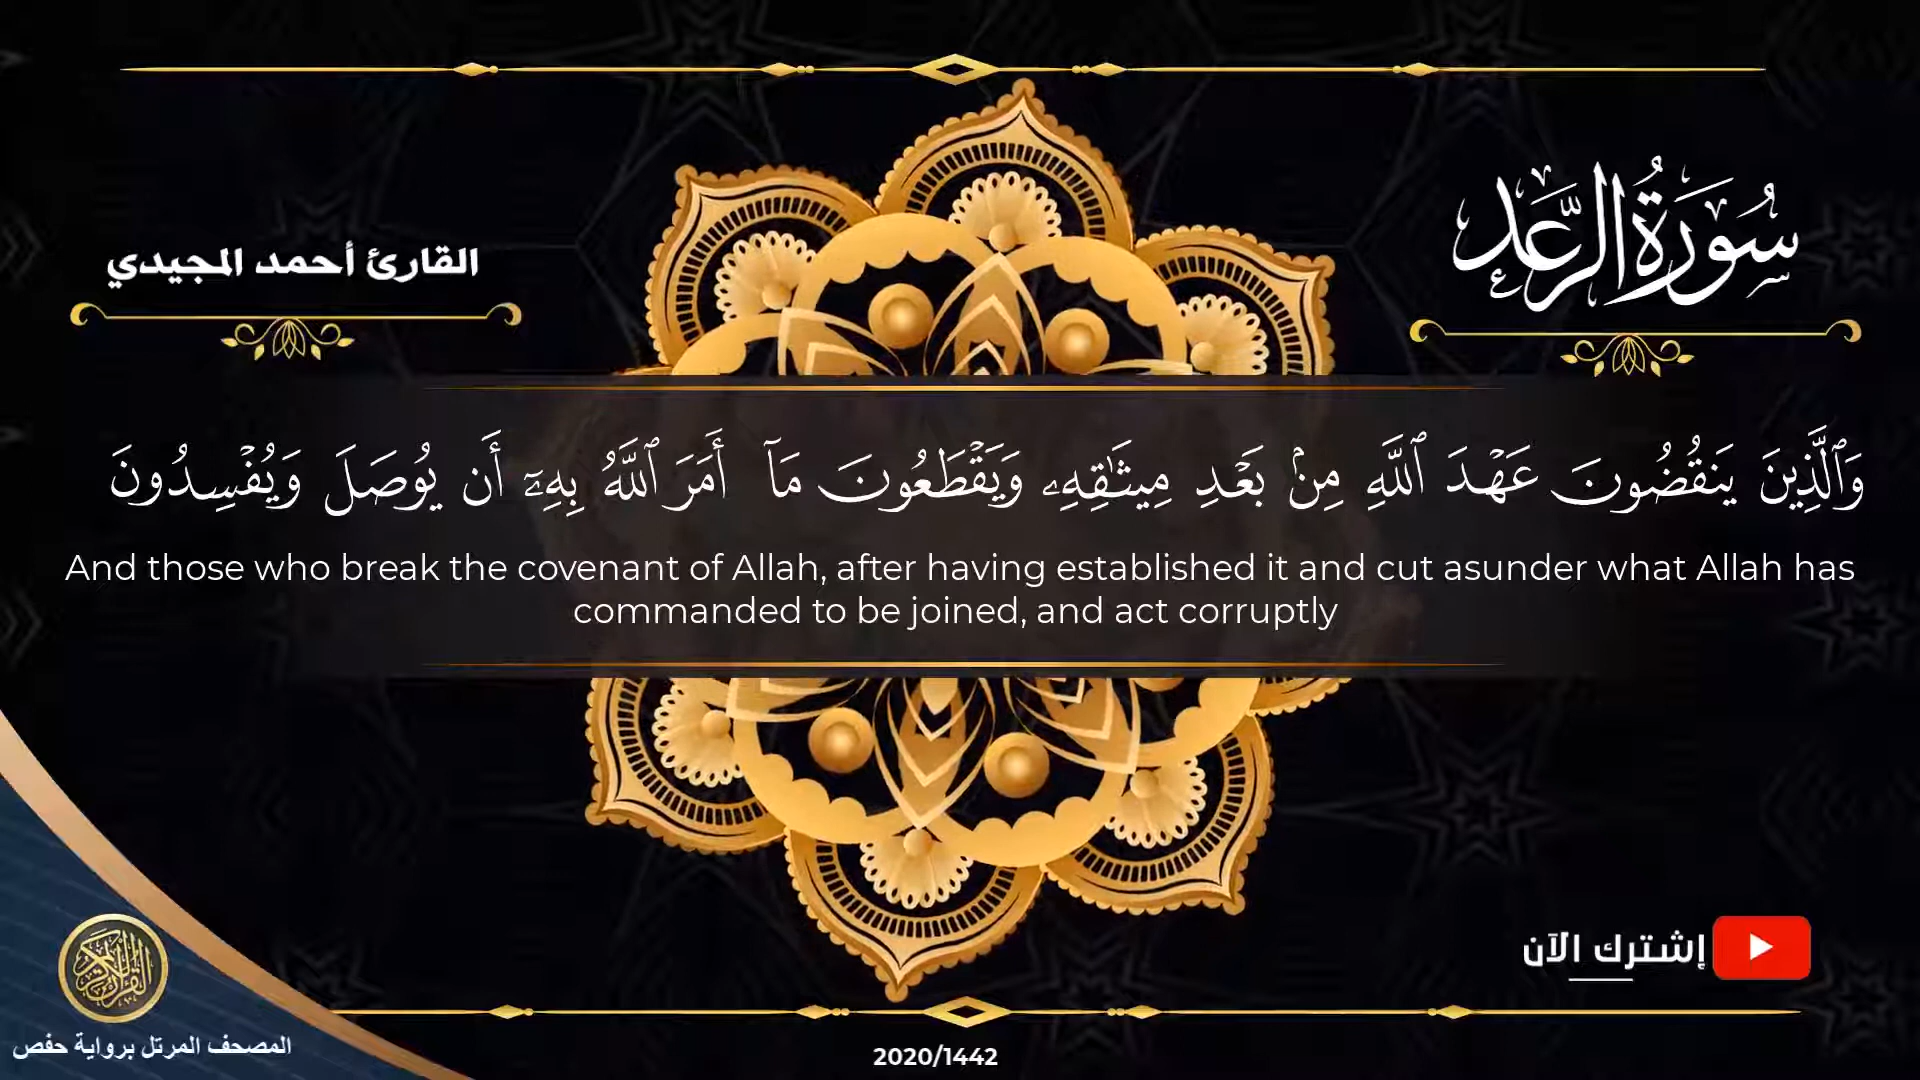 سُورَةُ الرَّعْدِ
القارئ أحمد المجيدي
وَٱلَّذِينَ يَنقُضُونَ عَهْدَ ٱللَّهِ مِنۢ بَعْدِ مِيثَٰقِهِۦ وَيَقْطَعُونَ مَآ أَمَرَ ٱللَّهُ بِهِۦٓ أَن يُوصَلَ وَيُفْسِدُونَ
And those who break the covenant of Allah, after having established it and cut asunder what Allah has
commanded to be joined, and act corruptly
إشترك الآن
القرآن الكريم
المصحف المرتل برواية حفص
2020/1442